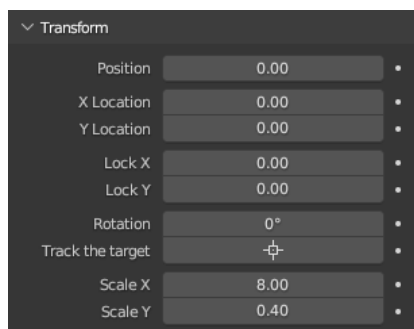 Transform
Position 0.00
X Location 0.00
Y Location 0.00
Lock X 0.00
Lock Y 0.00
Rotation 0°
Track the target
Scale X 8.00
Scale Y 0.40